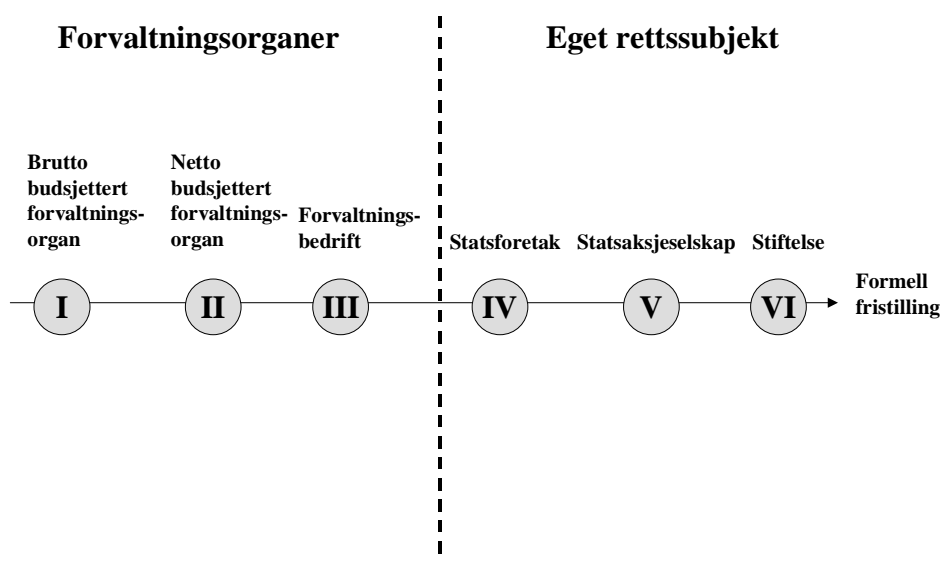 Forvaltningsorganer
Eget rettssubjekt
Brutto
budsjettert
forvaltnings-
organ
Netto
budsjettert
forvaltnings-
organ
Forvaltnings-
bedrift
Statsforetak
Statsaksjeselskap
Stiftelse
I
II
III
IV
V
VI
Formell
fristilling